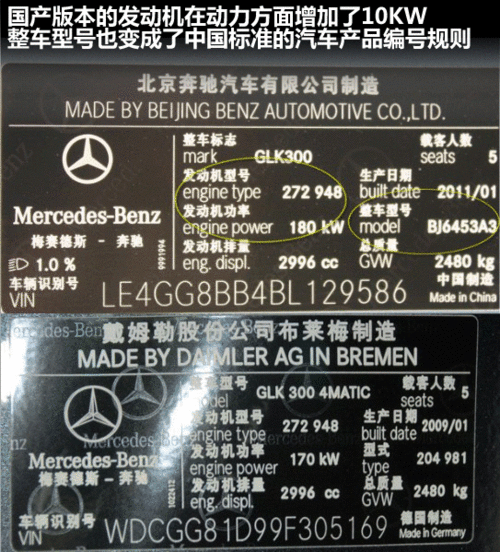 国产版本的发动机在动力方面增加了10KW
整车型号也变成了中国标准的汽车产品编号规则
北京奔驰汽车有限公司制造
MADE BY BEIJING BENZ AUTOMOTIVE CO.,LTD.
整车标志 载客人数
mark GLK300 seats 5
发动机型号 生产日期
engine type 272 948 built date 2011/01
发动机功率 整车型号
engine power 180 kW model BJ6453A3
发动机排量 总质量
eng. displ. 2996 cc GVW 2480 kg
Mercedes-Benz
梅赛德斯 - 奔驰
1.0 %
中国制造
Made in China
车辆识别号
VIN LE4GG8BB4BL129586
戴姆勒股份公司布莱梅制造
MADE BY DAIMLER AG IN BREMEN
载客人数
model GLK 300 4MATIC seats 5
发动机型号 生产日期
engine type 272 948 built date 2009/01
发动机功率 型式
engine power 170 kW type 204 981
发动机排量 总质量
eng. displ. 2996 cc GVW 2480 kg
Mercedes-Benz
梅赛德斯 - 奔驰
车辆识别号 德国制造
VIN WDCGG81D99F305169 Made in Germany